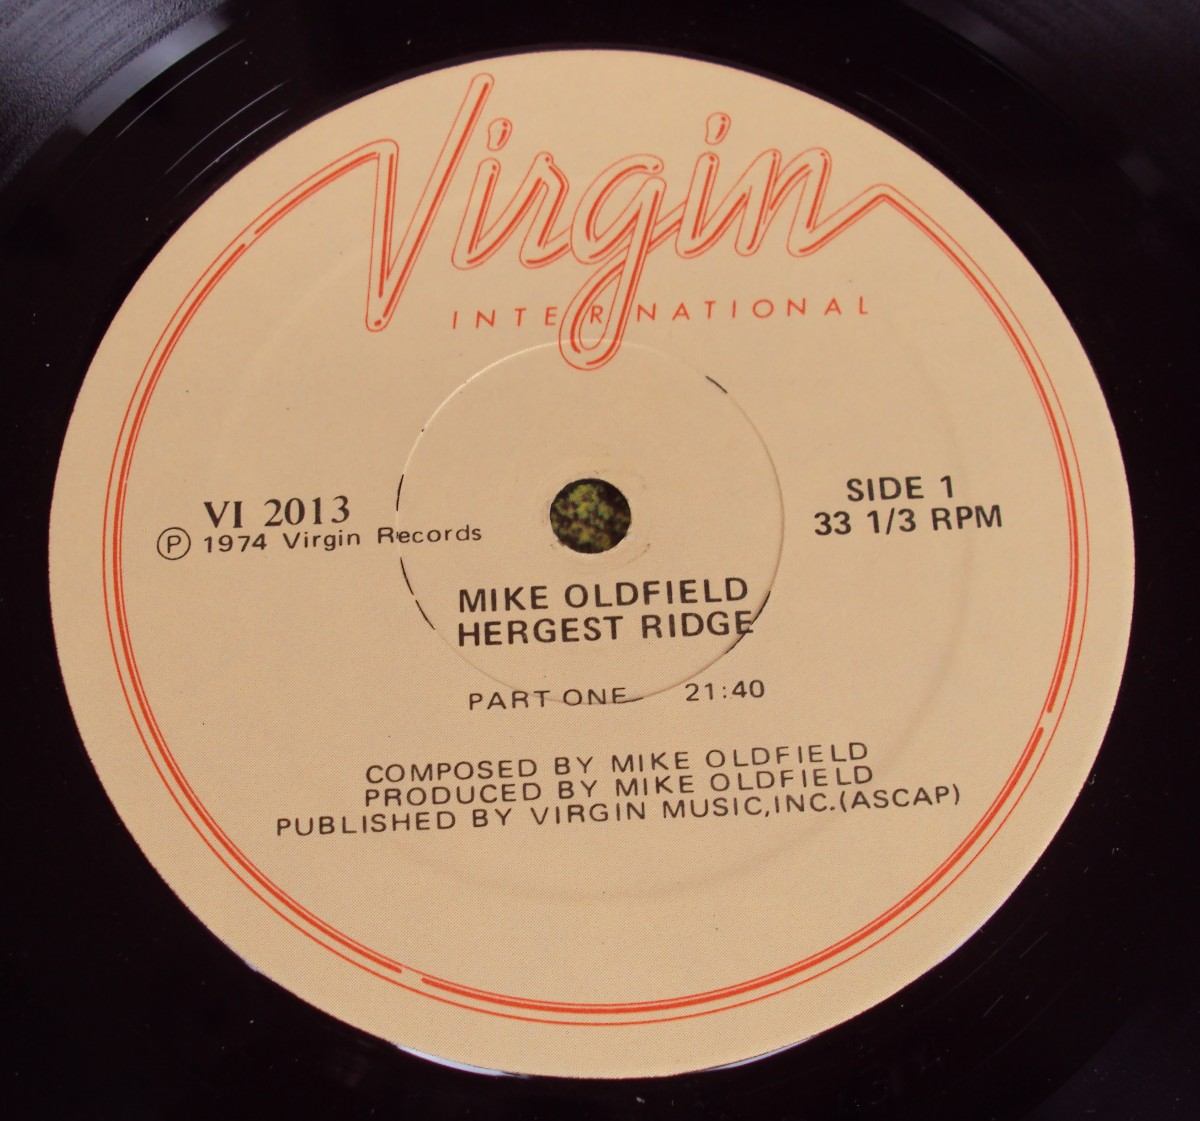 Virgin
INTERNATIONAL
VI 2013
Ⓟ 1974 Virgin Records
SIDE 1
33 1/3 RPM
MIKE OLDFIELD
HERGEST RIDGE
PART ONE 21:40
COMPOSED BY MIKE OLDFIELD
PRODUCED BY MIKE OLDFIELD
PUBLISHED BY VIRGIN MUSIC,INC.(ASCAP)